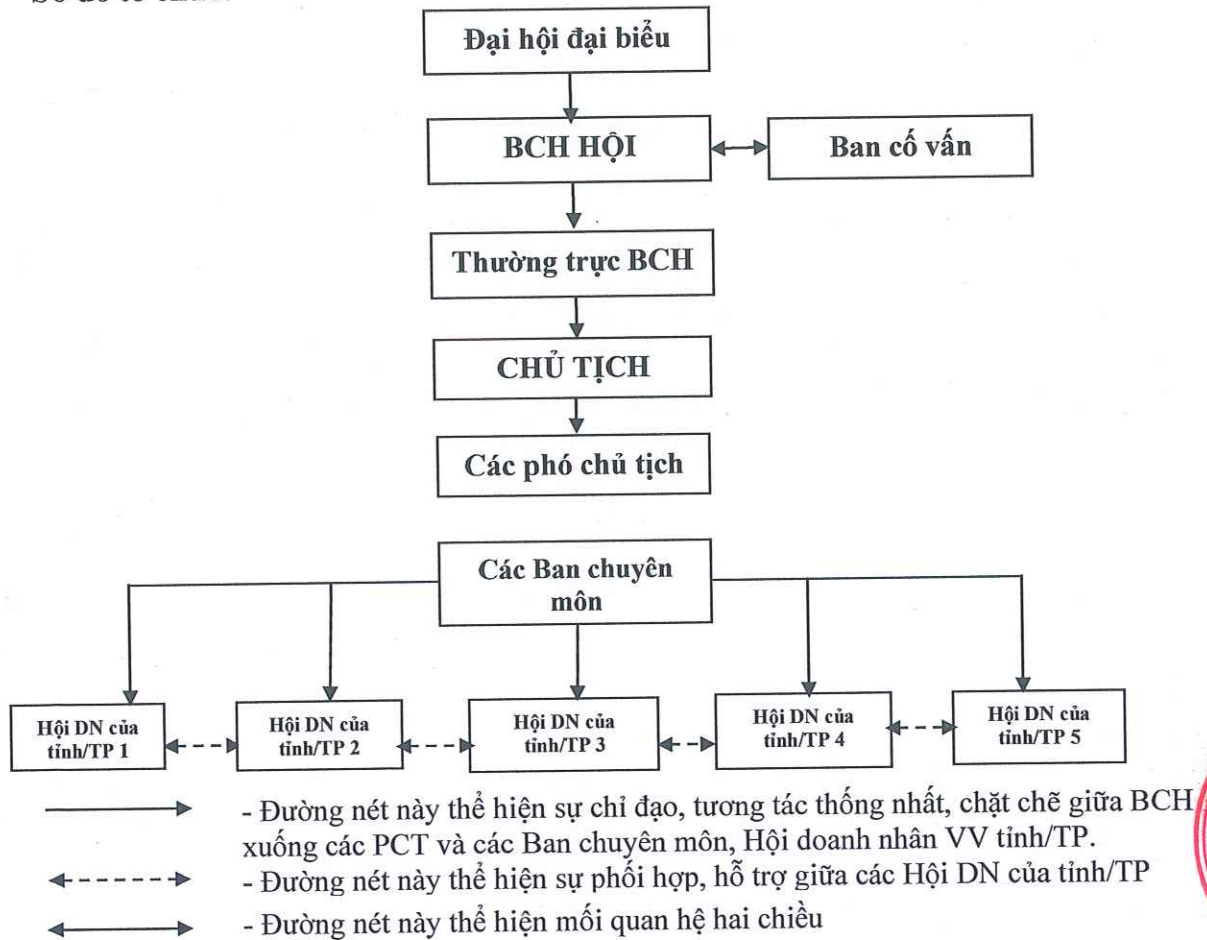 Đại hội đại biểu
BCH HỘI
Ban cố vấn
Thường trực BCH
CHỦ TỊCH
Các phó chủ tịch
Các Ban chuyên
môn
Hội DN của
tỉnh/TP 1
Hội DN của
tỉnh/TP 2
Hội DN của
tỉnh/TP 3
Hội DN của
tỉnh/TP 4
Hội DN của
tỉnh/TP 5
- Đường nét này thể hiện sự chỉ đạo, tương tác thống nhất, chặt chẽ giữa BCH
xuống các PCT và các Ban chuyên môn, Hội doanh nhân VV tỉnh/TP.
- Đường nét này thể hiện sự phối hợp, hỗ trợ giữa các Hội DN của tỉnh/TP
- Đường nét này thể hiện mối quan hệ hai chiều